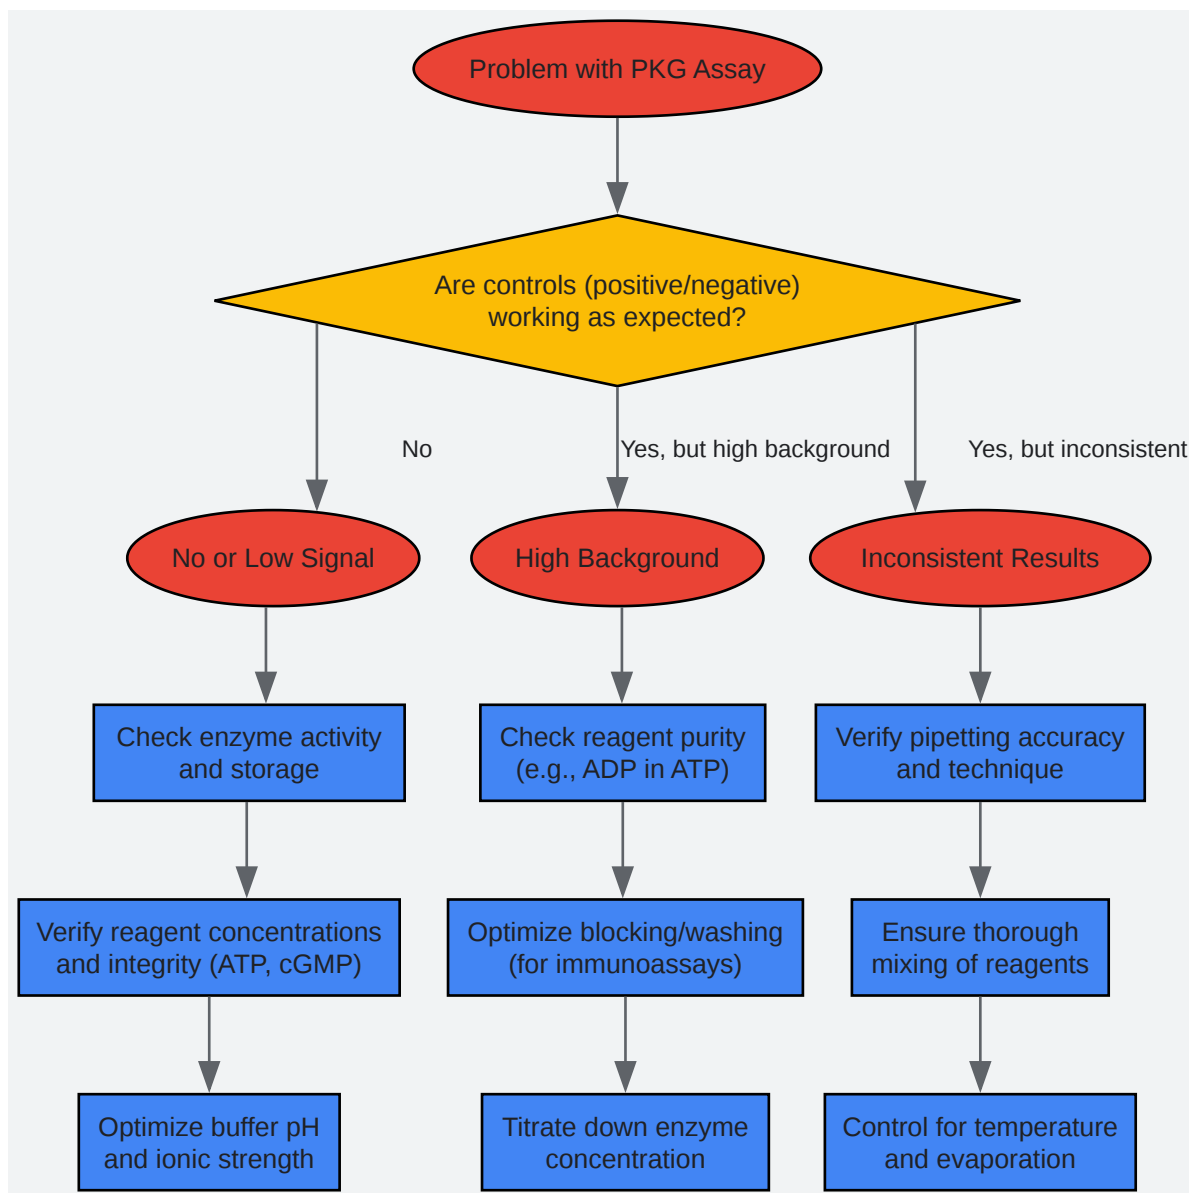 Problem with PKG Assay
Are controls (positive/negative)
working as expected?
No
Yes, but high background
Yes, but inconsistent
No or Low Signal
High Background
Inconsistent Results
Check enzyme activity
and storage
Check reagent purity
(e.g., ADP in ATP)
Verify pipetting accuracy
and technique
Verify reagent concentrations
and integrity (ATP, cGMP)
Optimize blocking/washing
(for immunoassays)
Ensure thorough
mixing of reagents
Optimize buffer pH
and ionic strength
Titrate down enzyme
concentration
Control for temperature
and evaporation